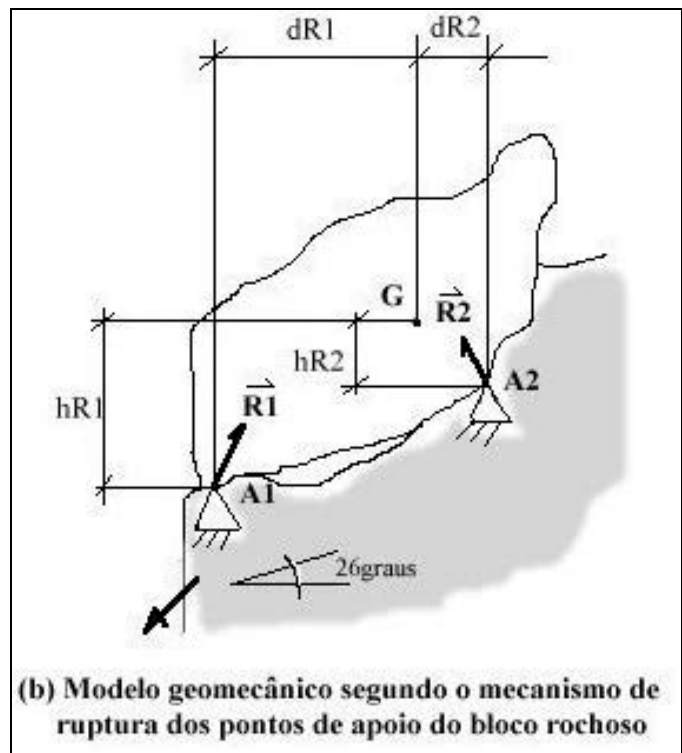 dR1 dR2
G
R2
hR2
A2
hR1
R1
A1
26graus
(b) Modelo geomecânico segundo o mecanismo de
ruptura dos pontos de apoio do bloco rochoso